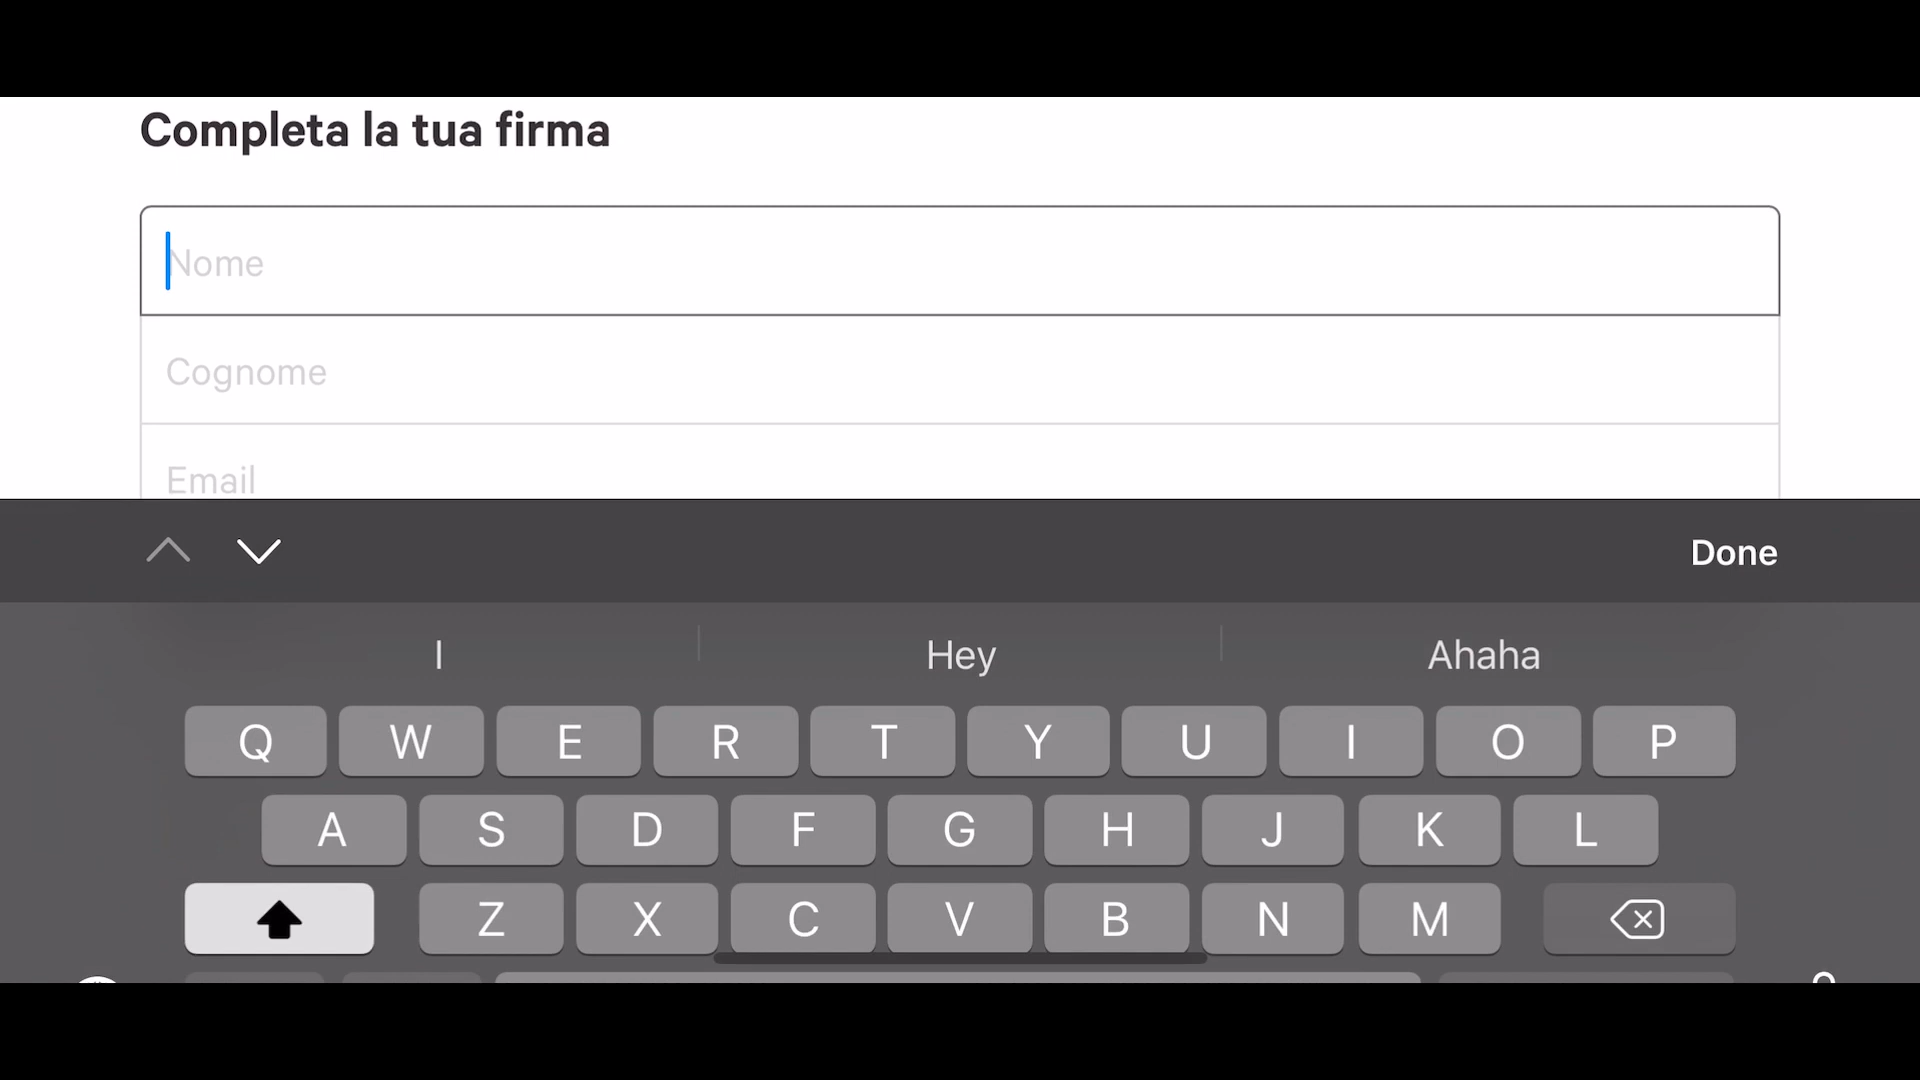 Completa la tua firma
Nome
Cognome
Email
Done
I Hey Ahaha
Q W E R T Y U I O P
A S D F G H J K L
Z X C V B N M